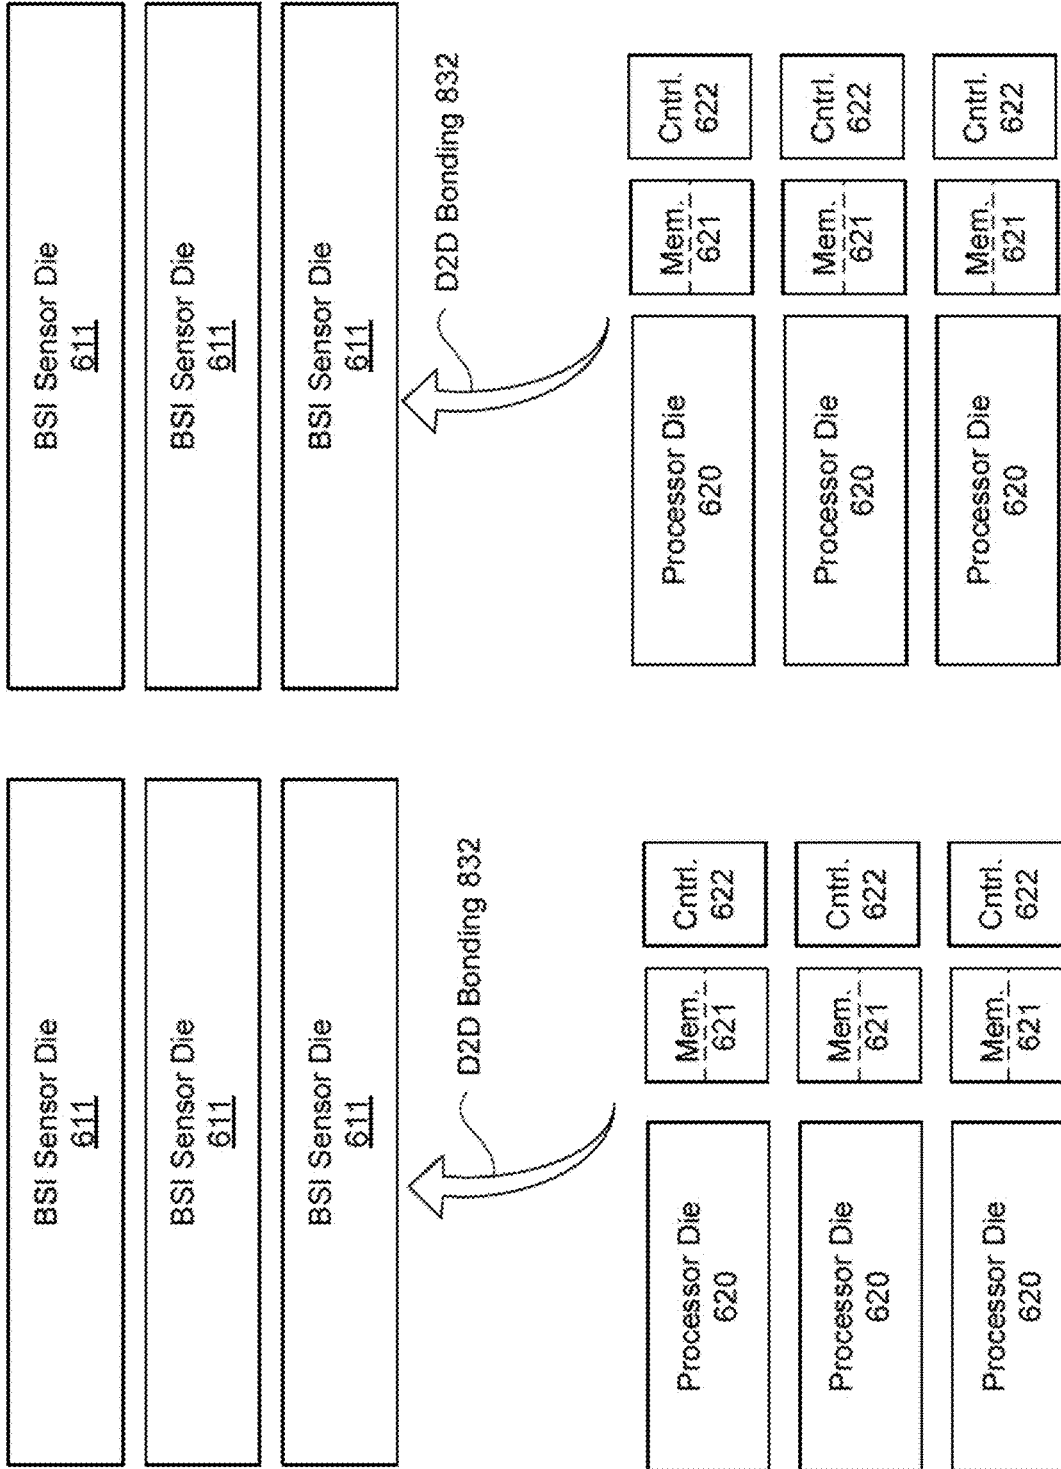 BSI Sensor Die
611
BSI Sensor Die
611
BSI Sensor Die
611
BSI Sensor Die
611
BSI Sensor Die
611
BSI Sensor Die
611
D2D Bonding 832
D2D Bonding 832
Processor Die
620
Mem.
621
Cntrl.
622
Processor Die
620
Mem.
621
Cntrl.
622
Processor Die
620
Mem.
621
Cntrl.
622
Processor Die
620
Mem.
621
Cntrl.
622
Processor Die
620
Mem.
621
Cntrl.
622
Processor Die
620
Mem.
621
Cntrl.
622